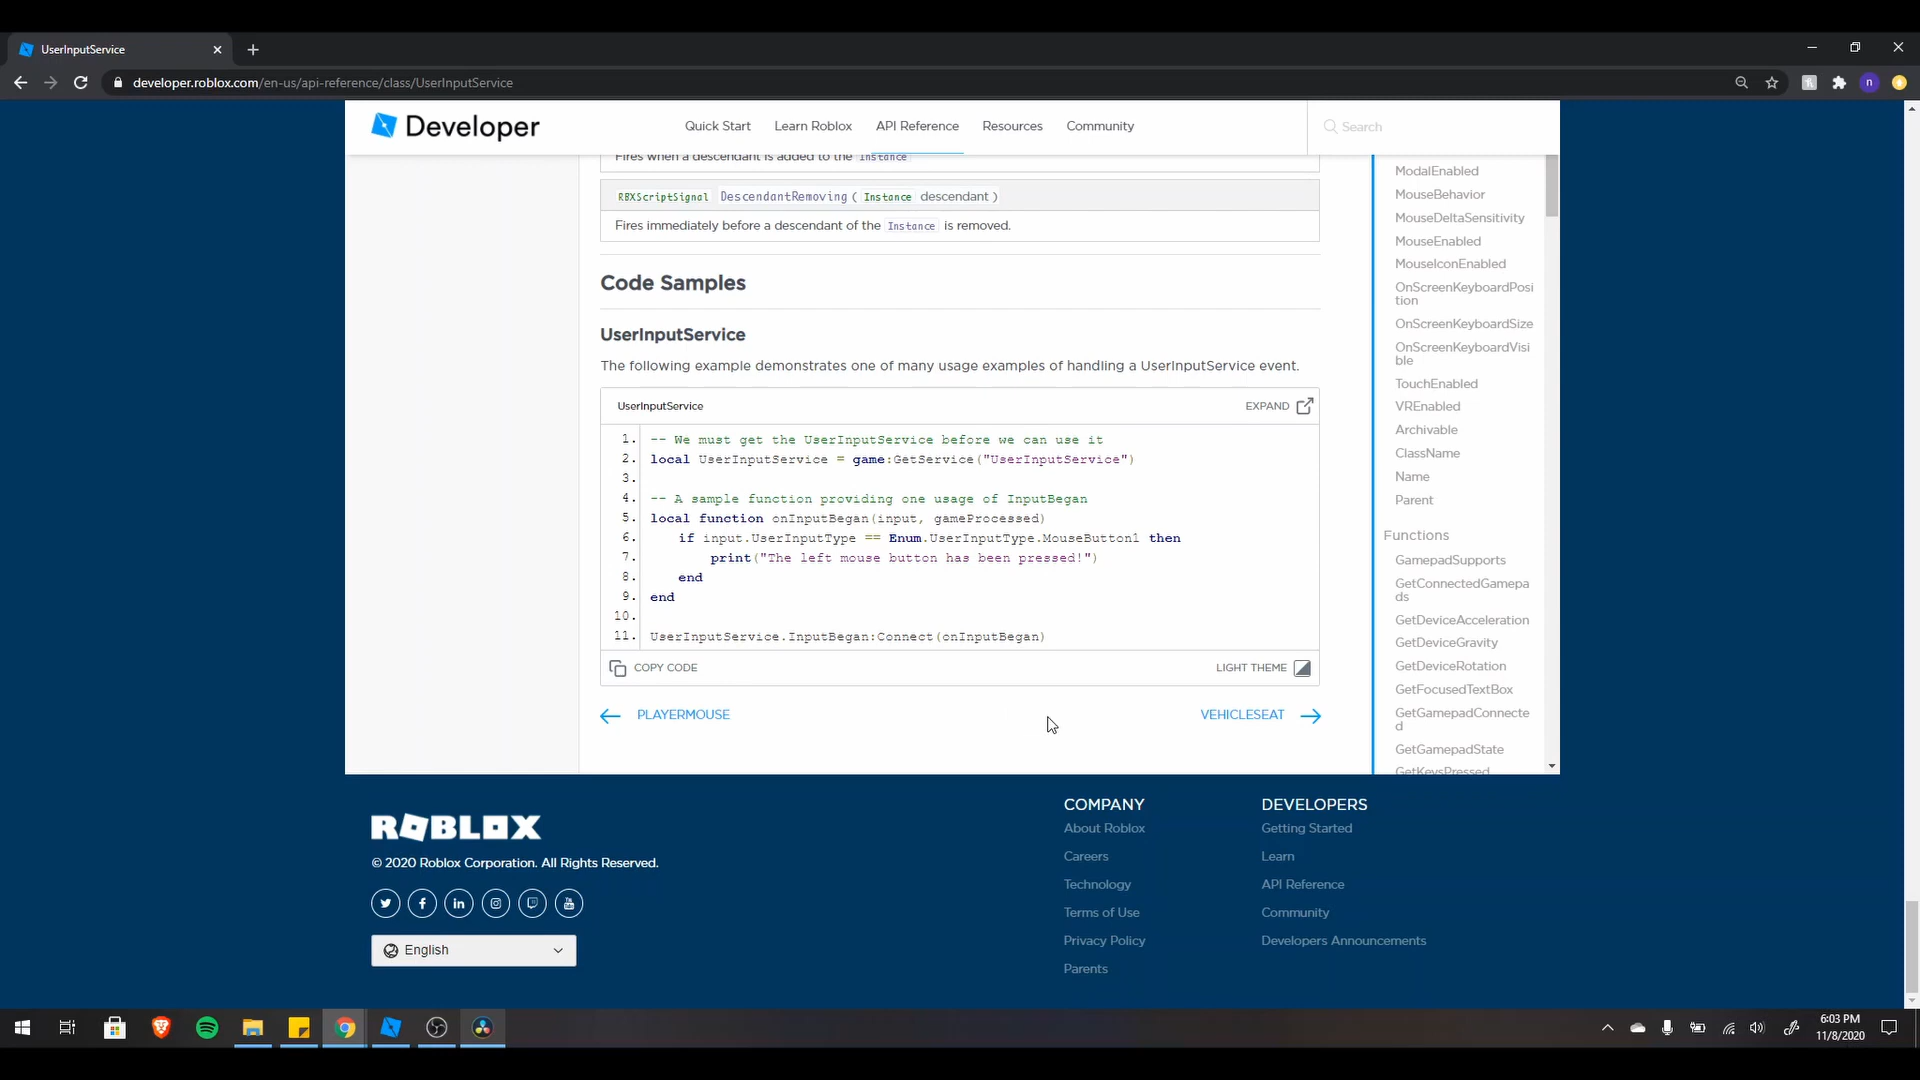 UserInputService
developer.roblox.com/en-us/api-reference/class/UserInputService
n
Developer
Quick Start
Learn Roblox
API Reference
Resources
Community
Search
Fires when a descendant is added to the Instance
RBXScriptSignal DescendantRemoving ( Instance descendant )
Fires immediately before a descendant of the Instance is removed.
Code Samples
UserInputService
The following example demonstrates one of many usage examples of handling a UserInputService event.
UserInputService
EXPAND
1. -- We must get the UserInputService before we can use it
2. local UserInputService = game:GetService("UserInputService")
3.
4. -- A sample function providing one usage of InputBegan
5. local function onInputBegan(input, gameProcessed)
6. if input.UserInputType == Enum.UserInputType.MouseButton1 then
7. print("The left mouse button has been pressed!")
8. end
9. end
10.
11. UserInputService.InputBegan:Connect(onInputBegan)
COPY CODE
LIGHT THEME
PLAYERMOUSE
VEHICLESEAT
ModalEnabled
MouseBehavior
MouseDeltaSensitivity
MouseEnabled
MouseIconEnabled
OnScreenKeyboardPosi
tion
OnScreenKeyboardSize
OnScreenKeyboardVisi
ble
TouchEnabled
VREnabled
Archivable
ClassName
Name
Parent
Functions
GamepadSupports
GetConnectedGamepa
ds
GetDeviceAcceleration
GetDeviceGravity
GetDeviceRotation
GetFocusedTextBox
GetGamepadConnecte
d
GetGamepadState
GetKeysPressed
ROBLOX
© 2020 Roblox Corporation. All Rights Reserved.
English
COMPANY
About Roblox
Careers
Technology
Terms of Use
Privacy Policy
Parents
DEVELOPERS
Getting Started
Learn
API Reference
Community
Developers Announcements
6:03 PM
11/8/2020